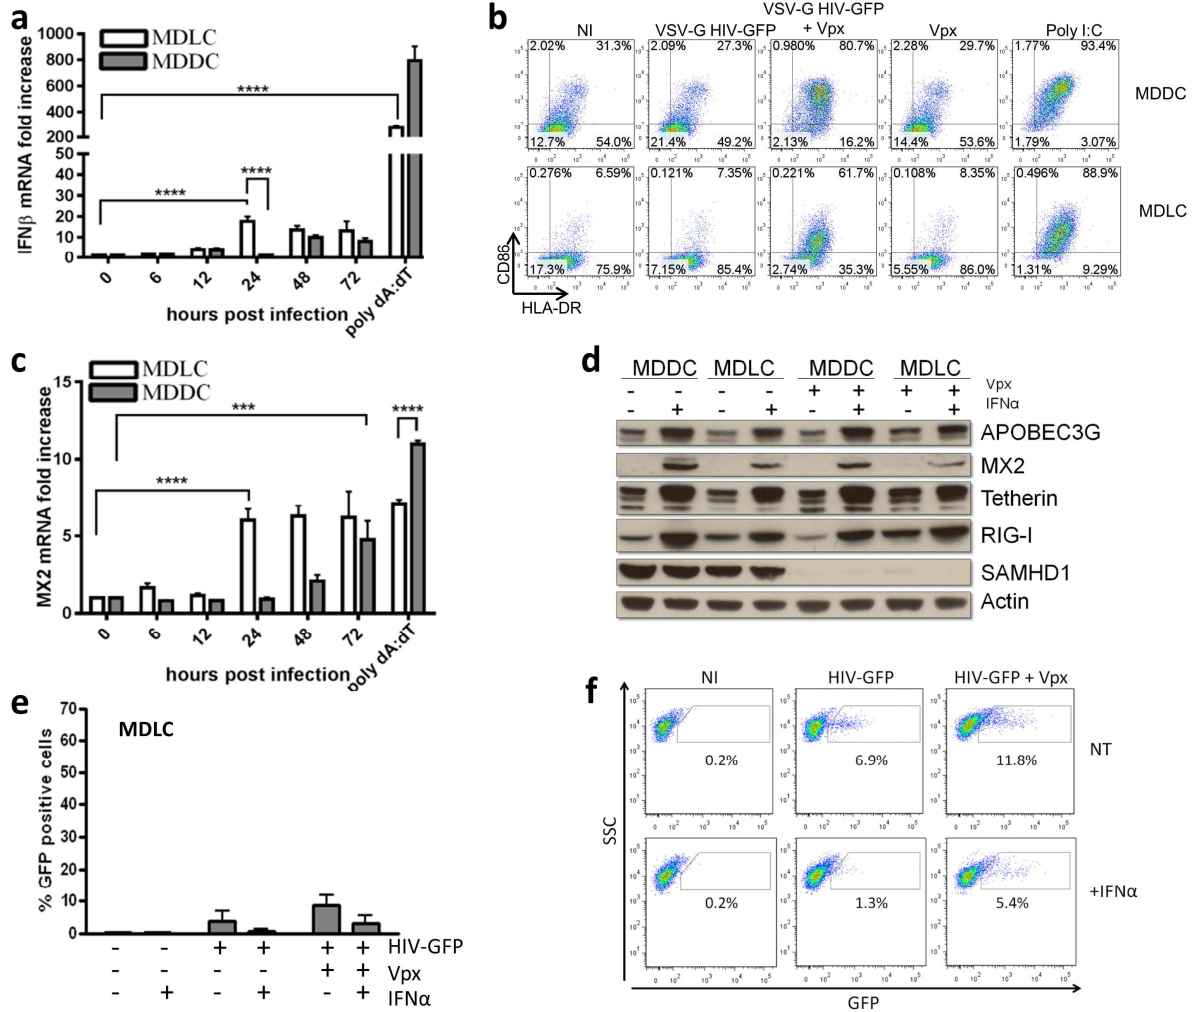 a
1000
800
600
400
200
50
40
30
20
10
0
IFNβ mRNA fold increase
MDLC
MDDC
****
****
****
0 6 12 24 48 72 poly dA:dT
hours post infection
b
VSV-G HIV-GFP
NI VSV-G HIV-GFP + Vpx Vpx Poly I:C
2.02% 31.3% 2.09% 27.3% 0.980% 80.7% 2.28% 29.7% 1.77% 93.4%
12.7% 54.0% 21.4% 49.2% 2.13% 16.2% 14.4% 53.6% 1.79% 3.07%
MDDC
0.276% 6.59% 0.121% 7.35% 0.221% 61.7% 0.108% 8.35% 0.496% 88.9%
17.3% 75.9% 7.15% 85.4% 2.74% 35.3% 5.55% 86.0% 1.31% 9.29%
MDLC
CD86
HLA-DR
c
15
10
5
0
MX2 mRNA fold increase
MDLC
MDDC
***
****
****
0 6 12 24 48 72 poly dA:dT
hours post infection
d
MDDC MDLC MDDC MDLC
- - - - + + + + Vpx
- + - + - + - + IFNα
APOBEC3G
MX2
Tetherin
RIG-I
SAMHD1
Actin
e
MDLC
70
60
50
40
30
20
10
0
% GFP positive cells
- - + + + + HIV-GFP
- - - - + + Vpx
- + - + - + IFNα
f
NI HIV-GFP HIV-GFP + Vpx
0.2% 6.9% 11.8%
NT
0.2% 1.3% 5.4%
+IFNα
SSC
GFP